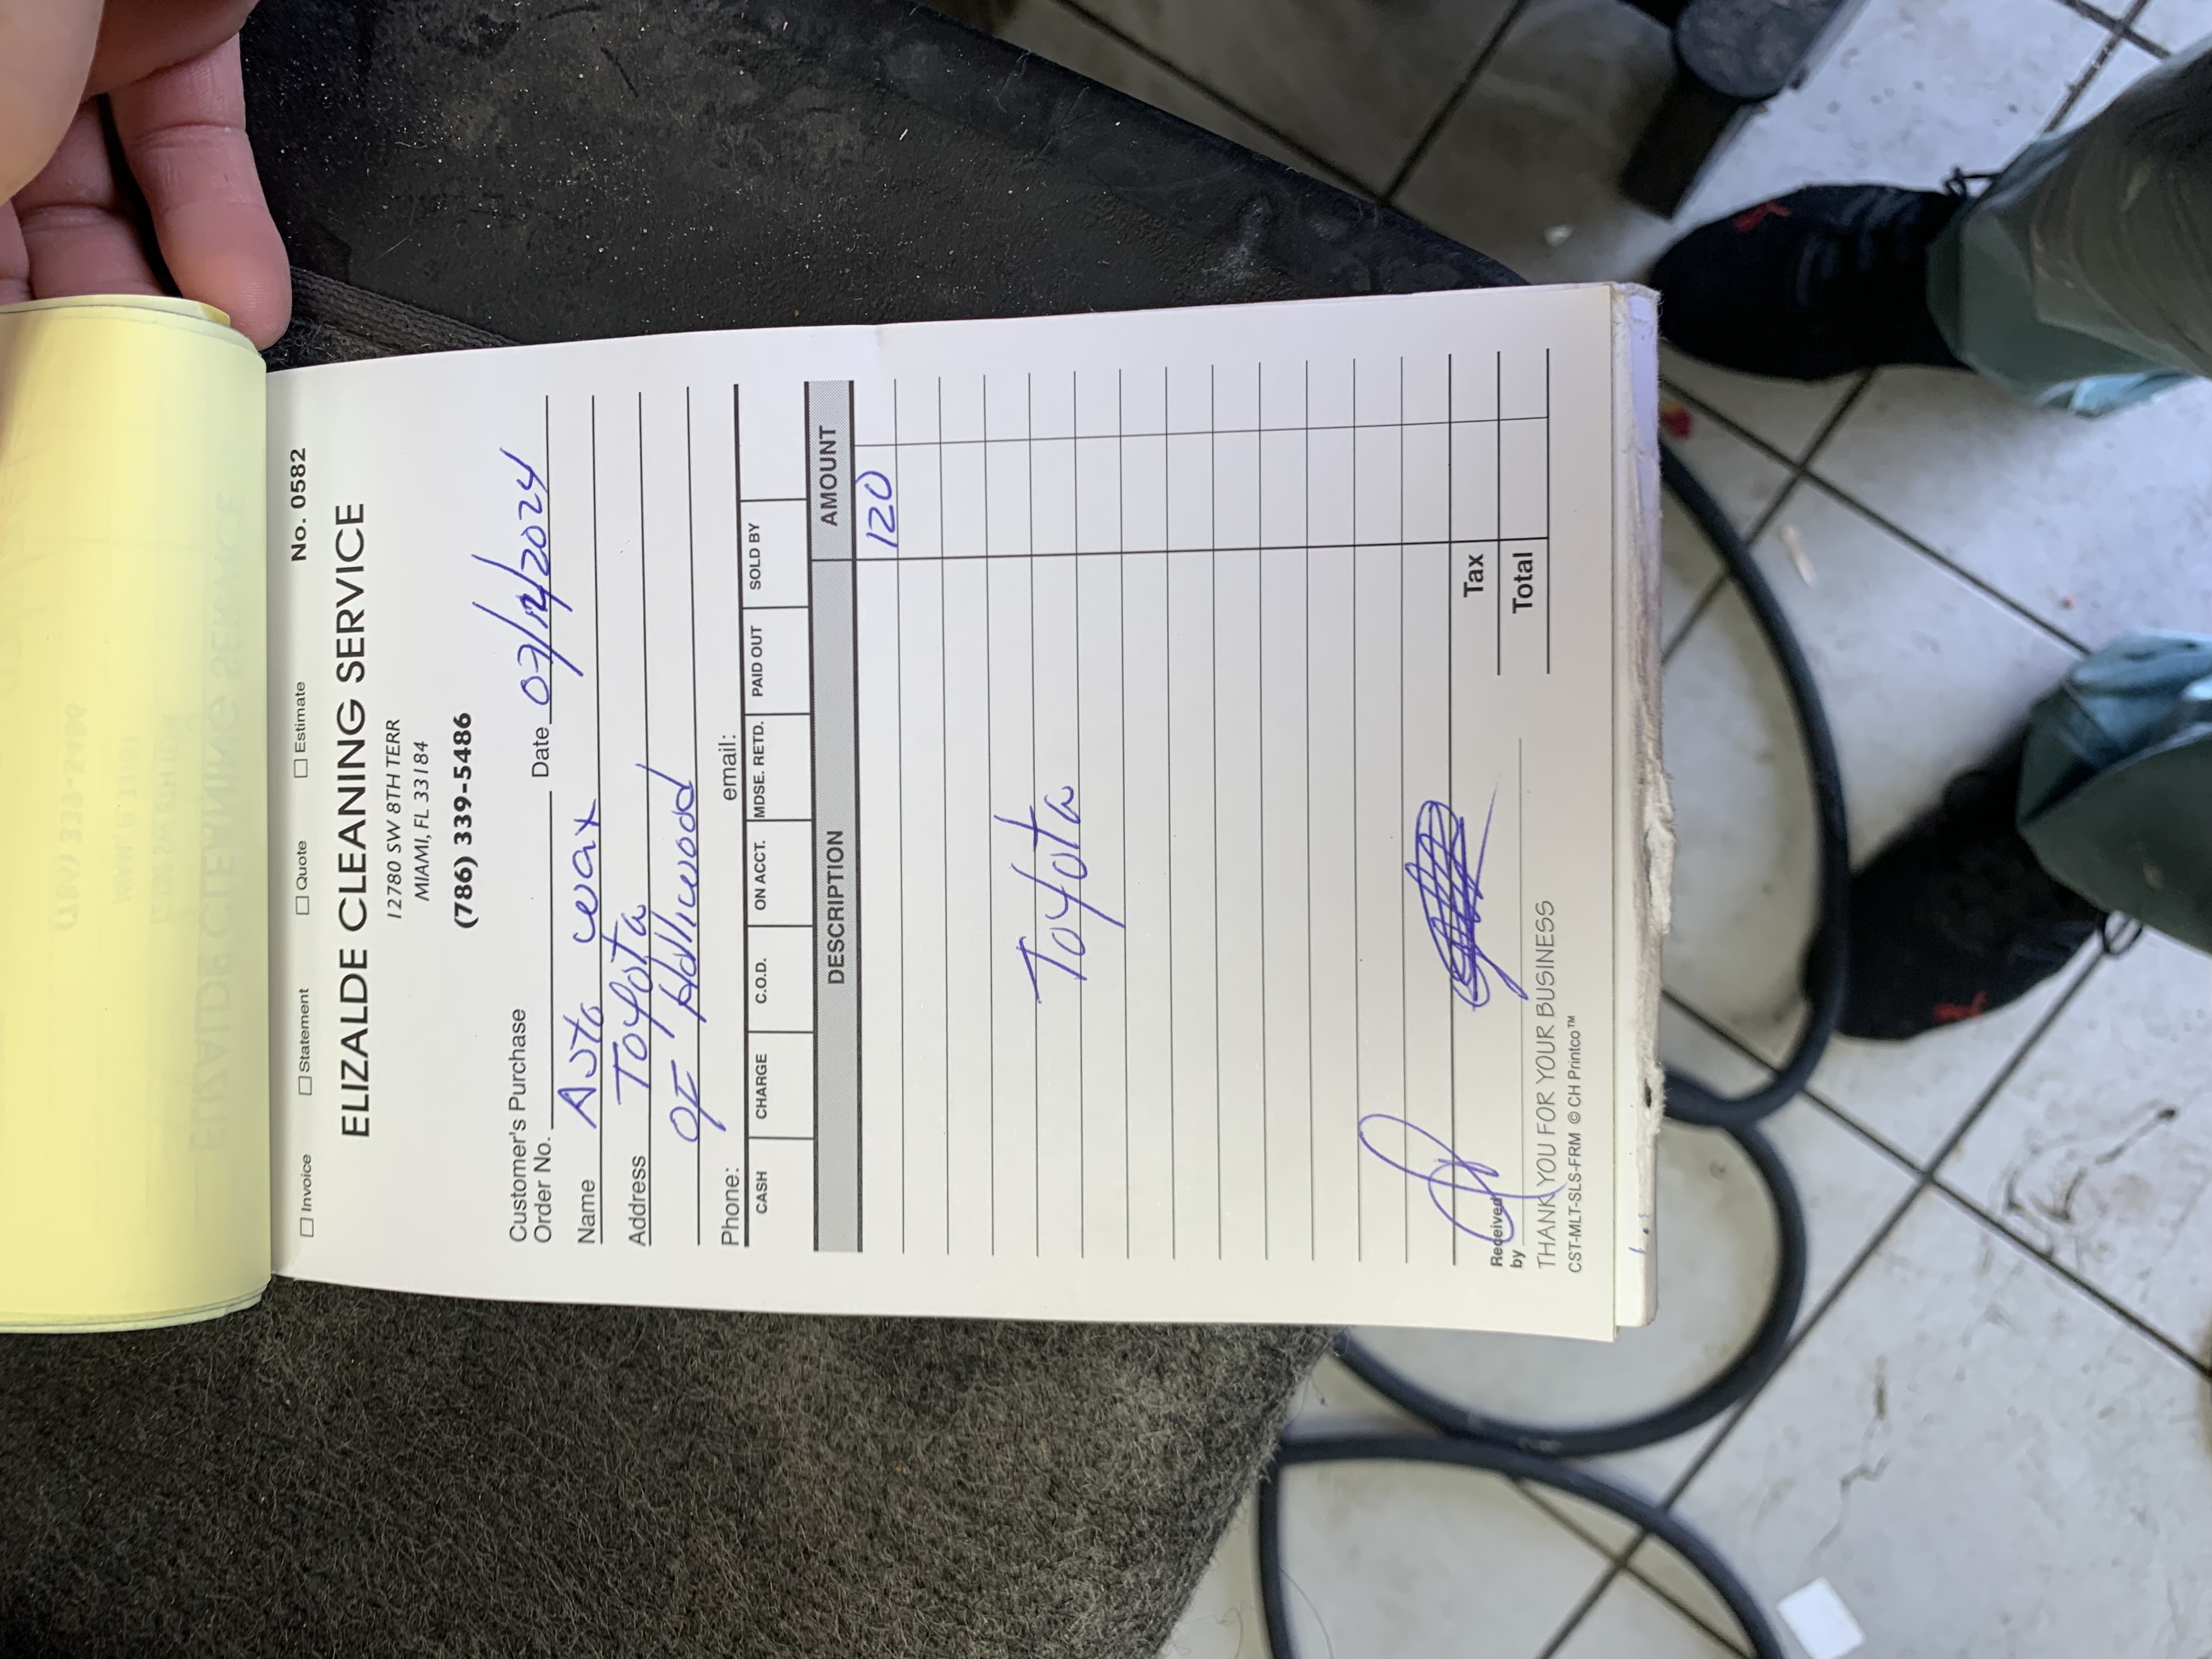 ☐ Invoice ☐ Statement ☐ Quote ☐ Estimate No. 0582
ELIZALDE CLEANING SERVICE
12780 SW 8TH TERR
MIAMI, FL 33184
(786) 339-5486
Customer's Purchase
Order No. Date 07/12/2024
Name Auto wax
Address Toyota
OF Holliwood
Phone: email:
CASH CHARGE C.O.D. ON ACCT. MDSE. RETD. PAID OUT SOLD BY
DESCRIPTION AMOUNT
120
Toyota
Tax
Received
by Total
THANK YOU FOR YOUR BUSINESS
CST-MLT-SLS-FRM © CH Printco™